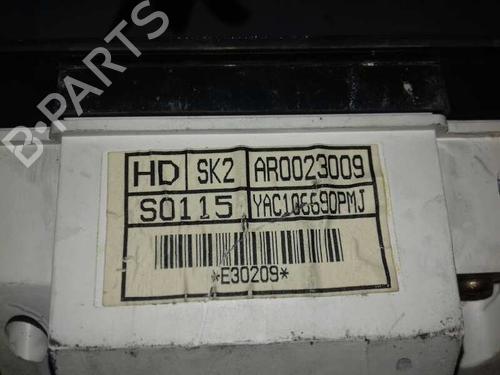 B-PARTS
HD SK2 AR0023009
S0115 YAC106690PMJ
*E30209*